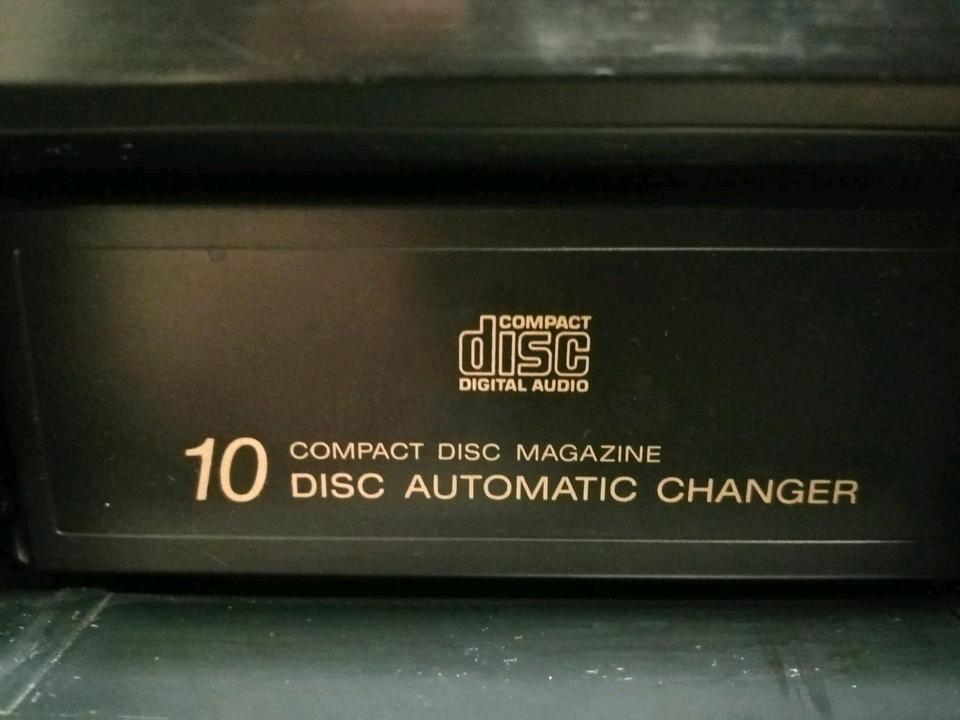 COMPACT
disc
DIGITAL AUDIO
10 COMPACT DISC MAGAZINE
DISC AUTOMATIC CHANGER